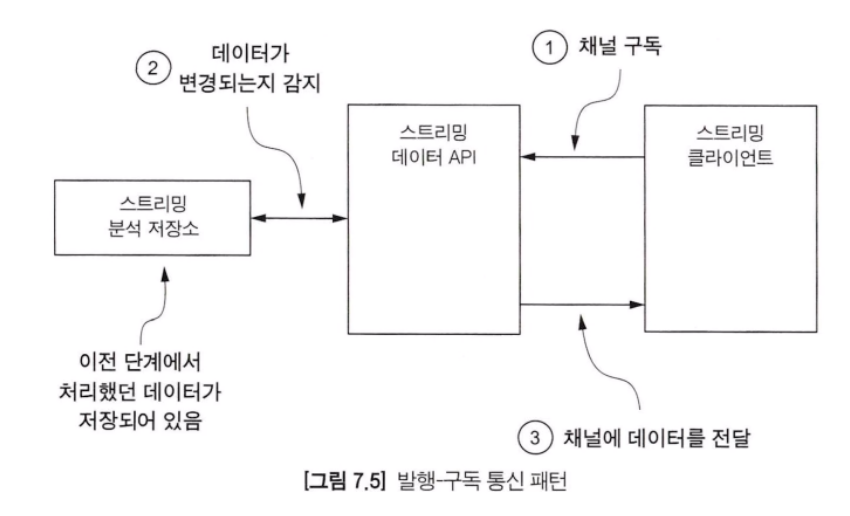 ② 데이터가
변경되는지 감지
① 채널 구독
스트리밍
데이터 API
스트리밍
클라이언트
스트리밍
분석 저장소
이전 단계에서
처리했던 데이터가
저장되어 있음
③ 채널에 데이터를 전달
[그림 7.5] 발행-구독 통신 패턴